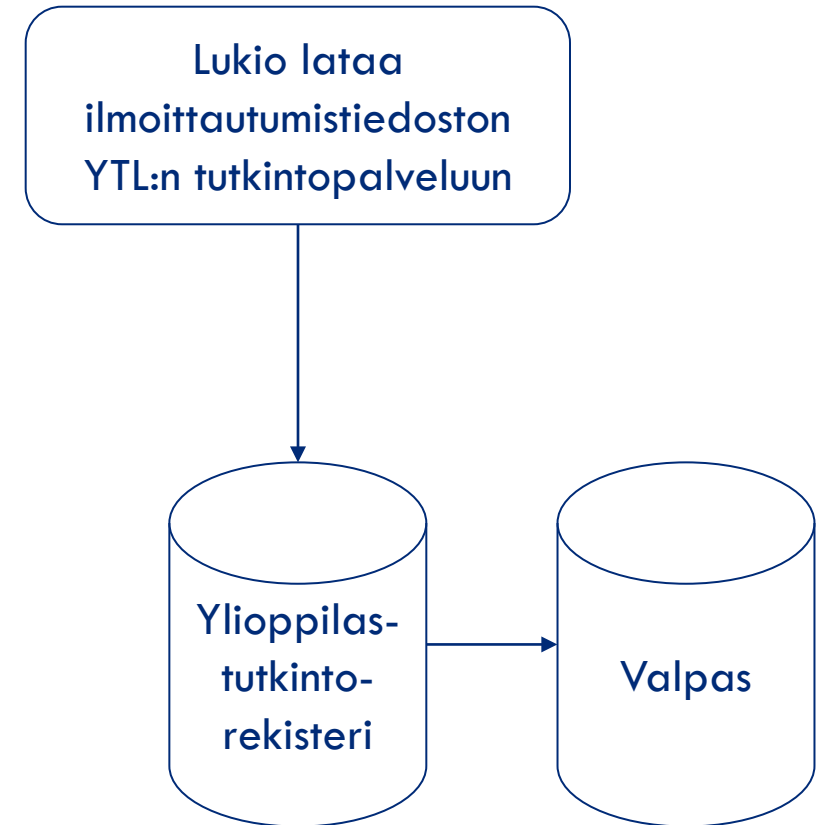 Lukio lataa
ilmoittautumistiedoston
YTL:n tutkintopalveluun
Ylioppilas-
tutkinto-
rekisteri
Valpas